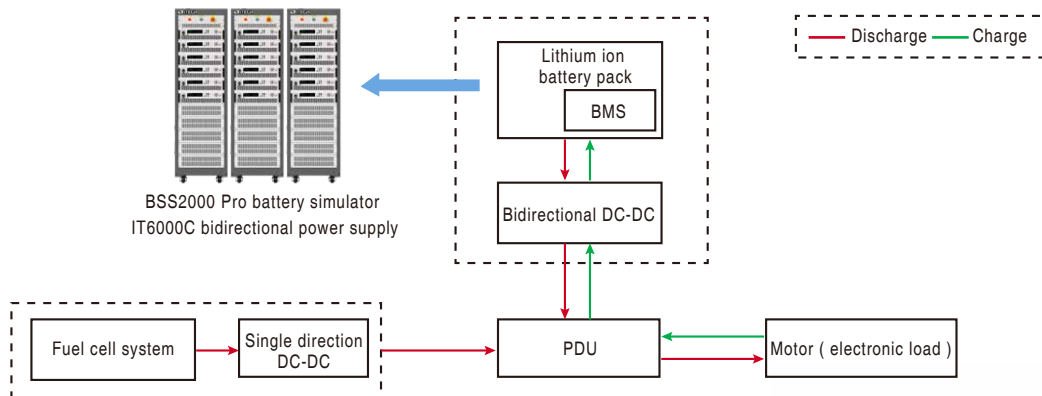 Discharge
Charge
Lithium ion
battery pack
BMS
BSS2000 Pro battery simulator
IT6000C bidirectional power supply
Bidirectional DC-DC
Fuel cell system
Single direction
DC-DC
PDU
Motor ( electronic load )